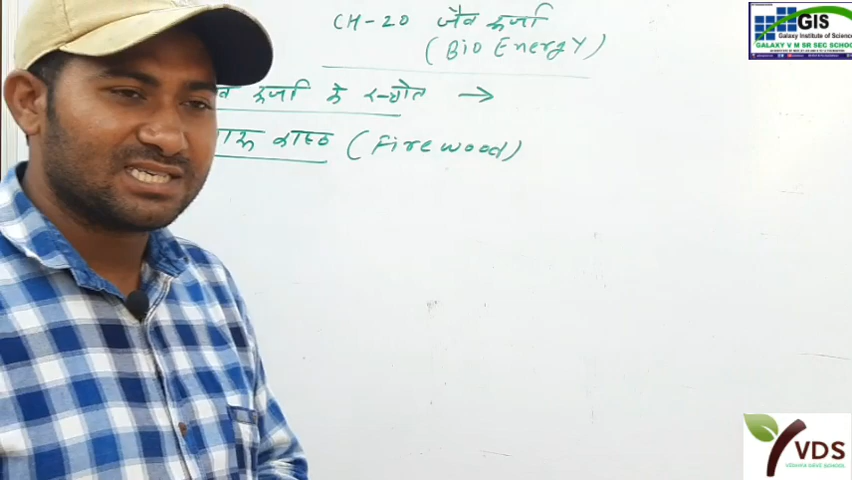 CH-20 जैव ऊर्जा
(Bio Energy)
ऊर्जा के स्त्रोत →
काष्ठ (Firewood)
GIS
Galaxy Institute of Science
GALAXY V M SR SEC SCHOOL
VDS